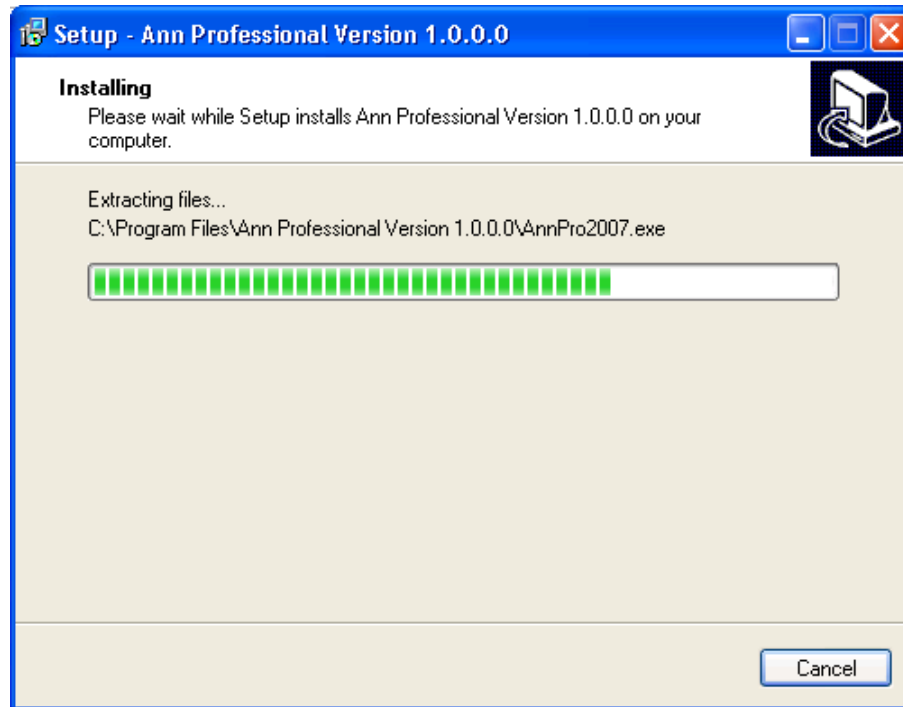 Setup - Ann Professional Version 1.0.0.0
Installing
Please wait while Setup installs Ann Professional Version 1.0.0.0 on your
computer.
Extracting files...
C:\Program Files\Ann Professional Version 1.0.0.0\AnnPro2007.exe
Cancel